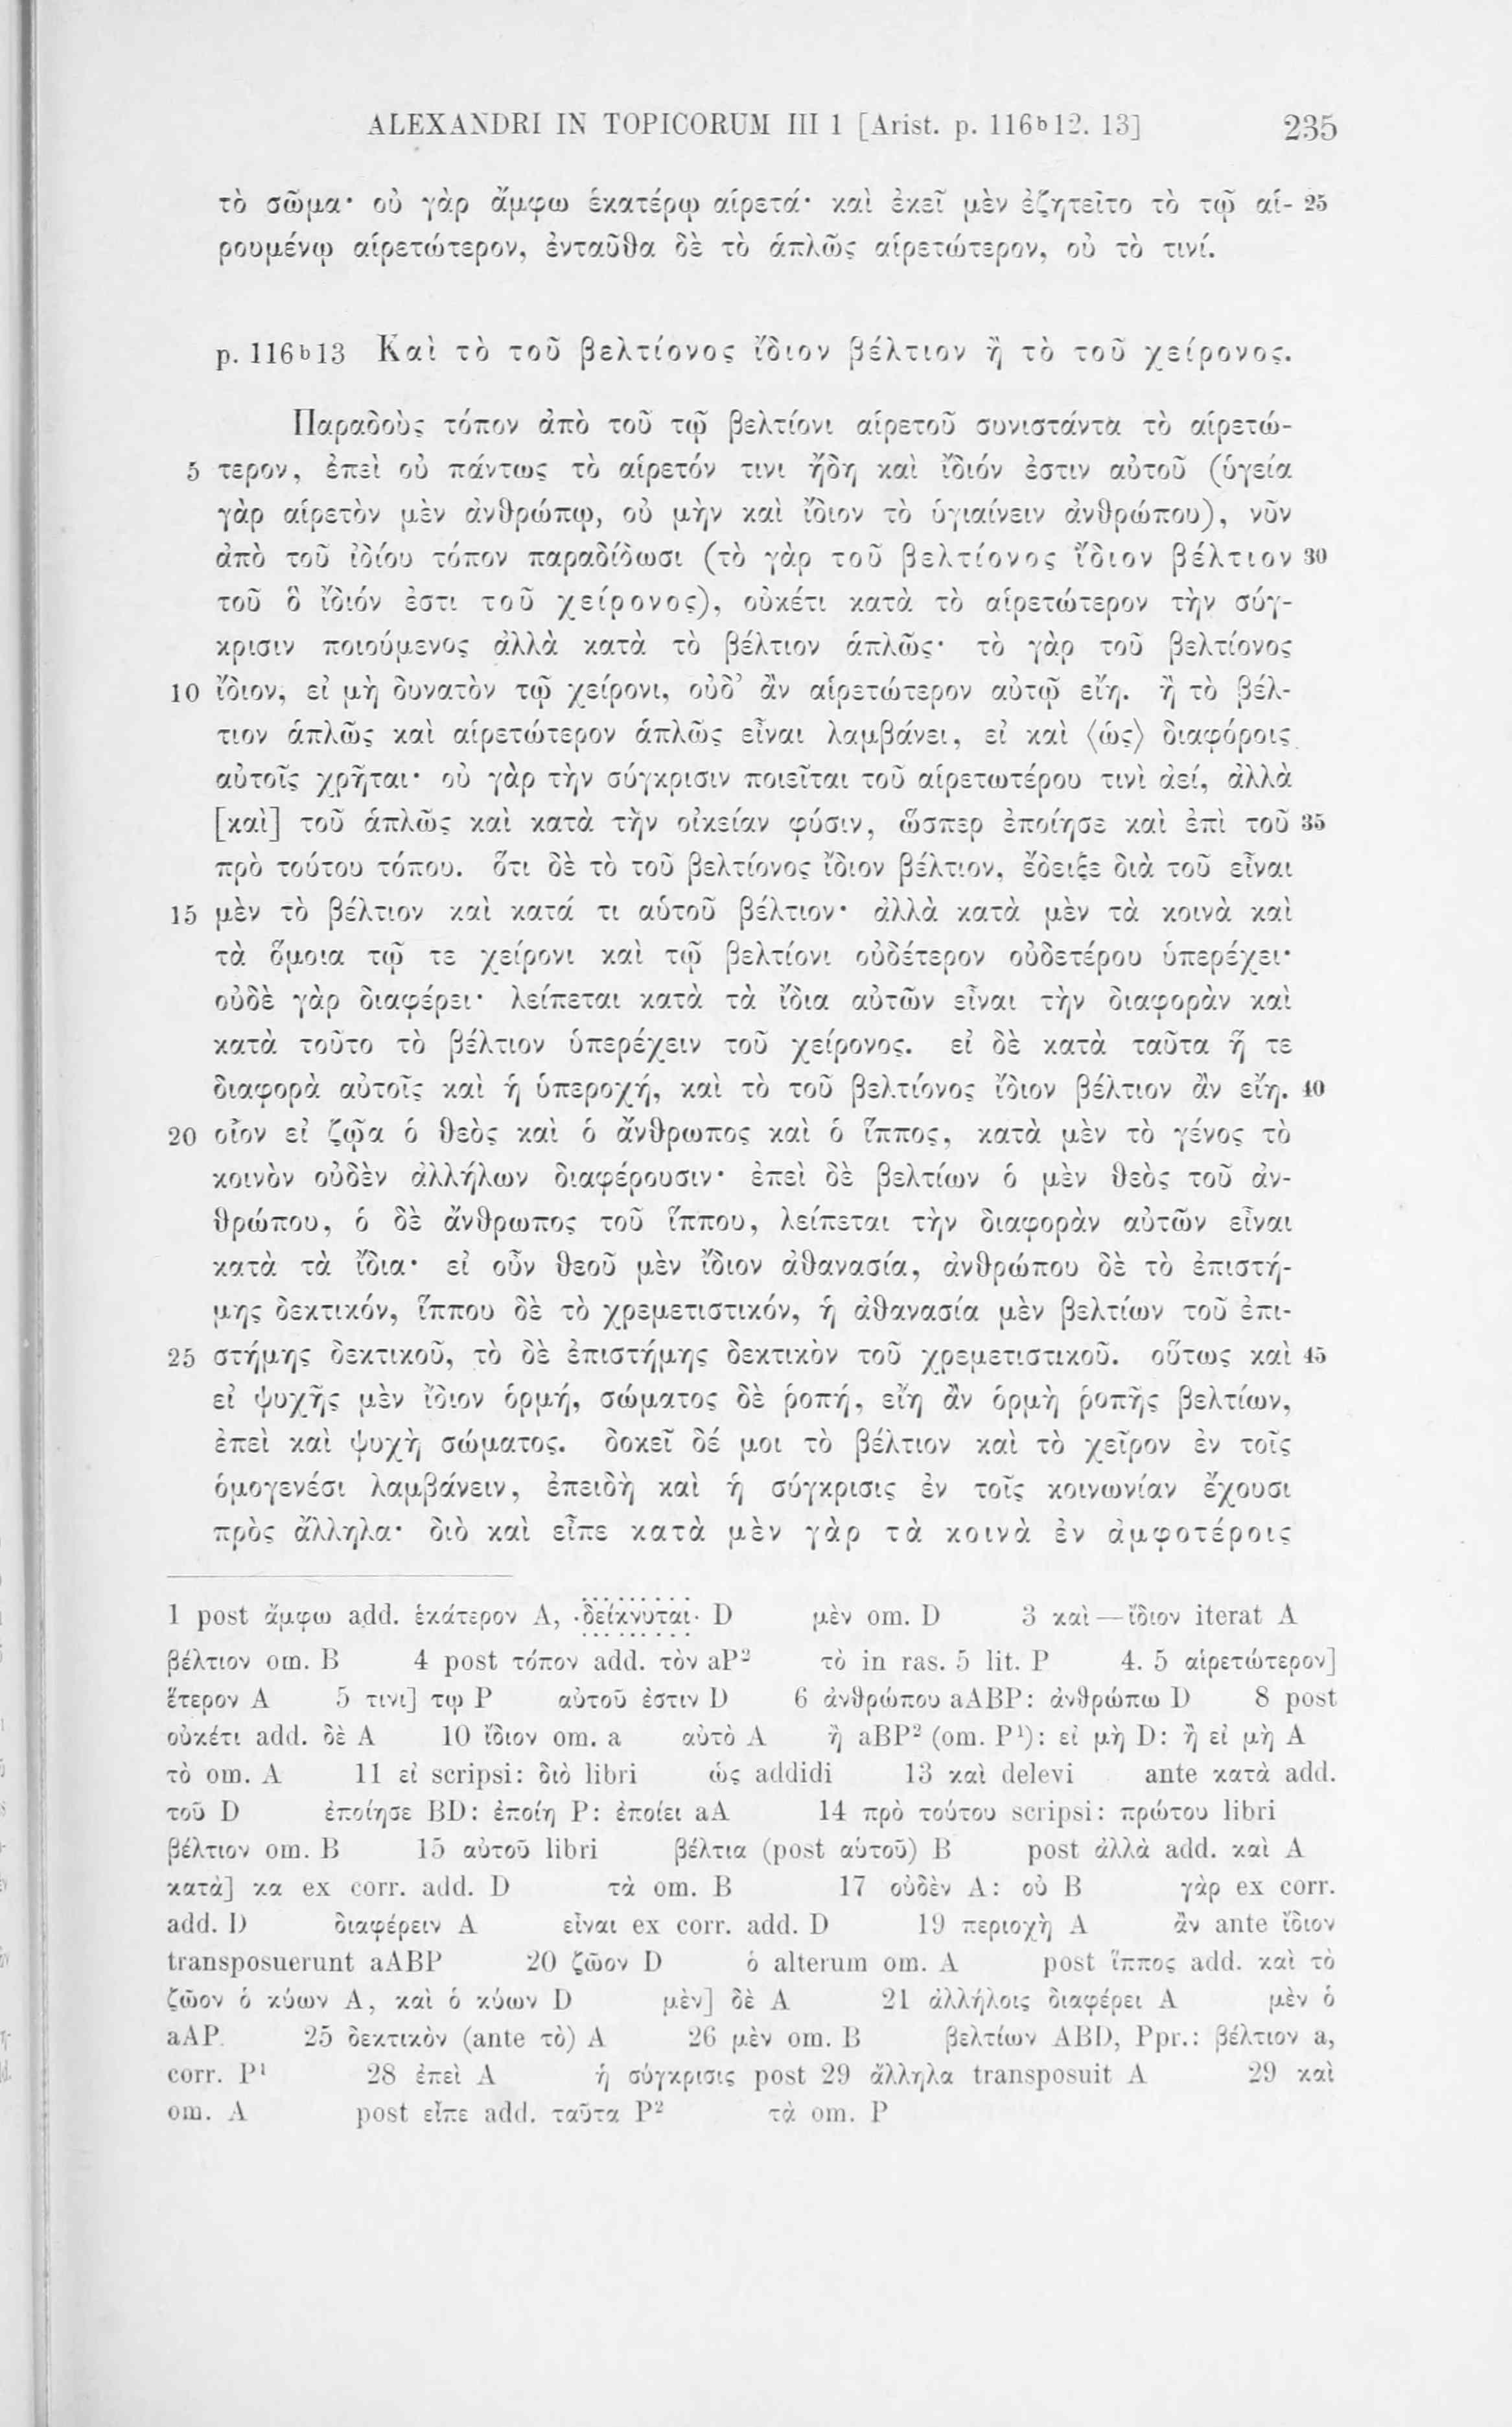 ALEXANDRI IN TOPICORUM III 1 [Arist. p. 116ᵇ12. 13] 235
τὸ σῶμα· οὐ γὰρ ἄμφω ἑκατέρῳ αἱρετά· καὶ ἐκεῖ μὲν ἐζητεῖτο τὸ τῷ αἱ- 25
ρουμένῳ αἱρετώτερον, ἐνταῦθα δὲ τὸ ἁπλῶς αἱρετώτερον, οὐ τὸ τινί.
p. 116ᵇ13 Καὶ τὸ τοῦ βελτίονος ἴδιον βέλτιον ἢ τὸ τοῦ χείρονος.
Παραδοὺς τόπον ἀπὸ τοῦ τῷ βελτίονι αἱρετοῦ συνιστάντα τὸ αἱρετώ-
5 τερον, ἐπεὶ οὐ πάντως τὸ αἱρετόν τινι ἤδη καὶ ἴδιόν ἐστιν αὐτοῦ (ὑγεία
γὰρ αἱρετὸν μὲν ἀνθρώπῳ, οὐ μὴν καὶ ἴδιον τὸ ὑγιαίνειν ἀνθρώπου), νῦν
ἀπὸ τοῦ ἰδίου τόπον παραδίδωσι (τὸ γὰρ τοῦ βελτίονος ἴδιον βέλτιον 30
τοῦ ὃ ἴδιόν ἐστι τοῦ χείρονος), οὐκέτι κατὰ τὸ αἱρετώτερον τὴν σύγ-
κρισιν ποιούμενος ἀλλὰ κατὰ τὸ βέλτιον ἁπλῶς· τὸ γὰρ τοῦ βελτίονος
10 ἴδιον, εἰ μὴ δυνατὸν τῷ χείρονι, οὐδ’ ἂν αἱρετώτερον αὐτῷ εἴη. ἢ τὸ βέλ-
τιον ἁπλῶς καὶ αἱρετώτερον ἁπλῶς εἶναι λαμβάνει, εἰ καὶ ⟨ὡς⟩ διαφόροις
αὐτοῖς χρῆται· οὐ γὰρ τὴν σύγκρισιν ποιεῖται τοῦ αἱρετωτέρου τινὶ ἀεί, ἀλλὰ
[καὶ] τοῦ ἁπλῶς καὶ κατὰ τὴν οἰκείαν φύσιν, ὥσπερ ἐποίησε καὶ ἐπὶ τοῦ 35
πρὸ τούτου τόπου. ὅτι δὲ τὸ τοῦ βελτίονος ἴδιον βέλτιον, ἔδειξε διὰ τοῦ εἶναι
15 μὲν τὸ βέλτιον καὶ κατά τι αὑτοῦ βέλτιον· ἀλλὰ κατὰ μὲν τὰ κοινὰ καὶ
τὰ ὅμοια τῷ τε χείρονι καὶ τῷ βελτίονι οὐδέτερον οὐδετέρου ὑπερέχει·
οὐδὲ γὰρ διαφέρει· λείπεται κατὰ τὰ ἴδια αὐτῶν εἶναι τὴν διαφορὰν καὶ
κατὰ τοῦτο τὸ βέλτιον ὑπερέχειν τοῦ χείρονος. εἰ δὲ κατὰ ταῦτα ἥ τε
διαφορὰ αὐτοῖς καὶ ἡ ὑπεροχή, καὶ τὸ τοῦ βελτίονος ἴδιον βέλτιον ἂν εἴη. 40
20 οἷον εἰ ζῷα ὁ θεὸς καὶ ὁ ἄνθρωπος καὶ ὁ ἵππος, κατὰ μὲν τὸ γένος τὸ
κοινὸν οὐδὲν ἀλλήλων διαφέρουσιν· ἐπεὶ δὲ βελτίων ὁ μὲν θεὸς τοῦ ἀν-
θρώπου, ὁ δὲ ἄνθρωπος τοῦ ἵππου, λείπεται τὴν διαφορὰν αὐτῶν εἶναι
κατὰ τὰ ἴδια· εἰ οὖν θεοῦ μὲν ἴδιον ἀθανασία, ἀνθρώπου δὲ τὸ ἐπιστή-
μης δεκτικόν, ἵππου δὲ τὸ χρεμετιστικόν, ἡ ἀθανασία μὲν βελτίων τοῦ ἐπι-
25 στήμης δεκτικοῦ, τὸ δὲ ἐπιστήμης δεκτικὸν τοῦ χρεμετιστικοῦ. οὕτως καὶ 45
εἰ ψυχῆς μὲν ἴδιον ὁρμή, σώματος δὲ ῥοπή, εἴη ἂν ὁρμὴ ῥοπῆς βελτίων,
ἐπεὶ καὶ ψυχὴ σώματος. δοκεῖ δέ μοι τὸ βέλτιον καὶ τὸ χεῖρον ἐν τοῖς
ὁμογενέσι λαμβάνειν, ἐπειδὴ καὶ ἡ σύγκρισις ἐν τοῖς κοινωνίαν ἔχουσι
πρὸς ἄλληλα· διὸ καὶ εἶπε κατὰ μὲν γὰρ τὰ κοινὰ ἐν ἀμφοτέροις
1 post ἄμφω add. ἑκάτερον A, ·δείκνυται· D μὲν om. D 3 καὶ—ἴδιον iterat A
βέλτιον om. B 4 post τόπον add. τὸν aP² τὸ in ras. 5 lit. P 4. 5 αἱρετώτερον]
ἕτερον A 5 τινι] τῳ P αὐτοῦ ἐστιν D 6 ἀνθρώπου aABP: ἀνθρώπω D 8 post
οὐκέτι add. δὲ A 10 ἴδιον om. a αὐτὸ A ἢ aBP² (om. P¹): εἰ μὴ D: ἢ εἰ μὴ A
τὸ om. A 11 εἰ scripsi: διὸ libri ὡς addidi 13 καὶ delevi ante κατὰ add.
τοῦ D ἐποίησε BD: ἐποίη P: ἐποίει aA 14 πρὸ τούτου scripsi: πρώτου libri
βέλτιον om. B 15 αὐτοῦ libri βέλτια (post αὑτοῦ) B post ἀλλὰ add. καὶ A
κατὰ] κα ex corr. add. D τὰ om. B 17 οὐδὲν A: οὐ B γὰρ ex corr.
add. D διαφέρειν A εἶναι ex corr. add. D 19 περιοχὴ A ἂν ante ἴδιον
transposuerunt aABP 20 ζῶον D ὁ alterum om. A post ἵππος add. καὶ τὸ
ζῶον ὁ κύων A, καὶ ὁ κύων D μὲν] δὲ A 21 ἀλλήλοις διαφέρει A μὲν ὁ
aAP 25 δεκτικὸν (ante τὸ) A 26 μὲν om. B βελτίων ABD, Ppr.: βέλτιον a,
corr. P¹ 28 ἐπεὶ A ἡ σύγκρισις post 29 ἄλληλα transposuit A 29 καὶ
om. A post εἶπε add. ταῦτα P² τὰ om. P